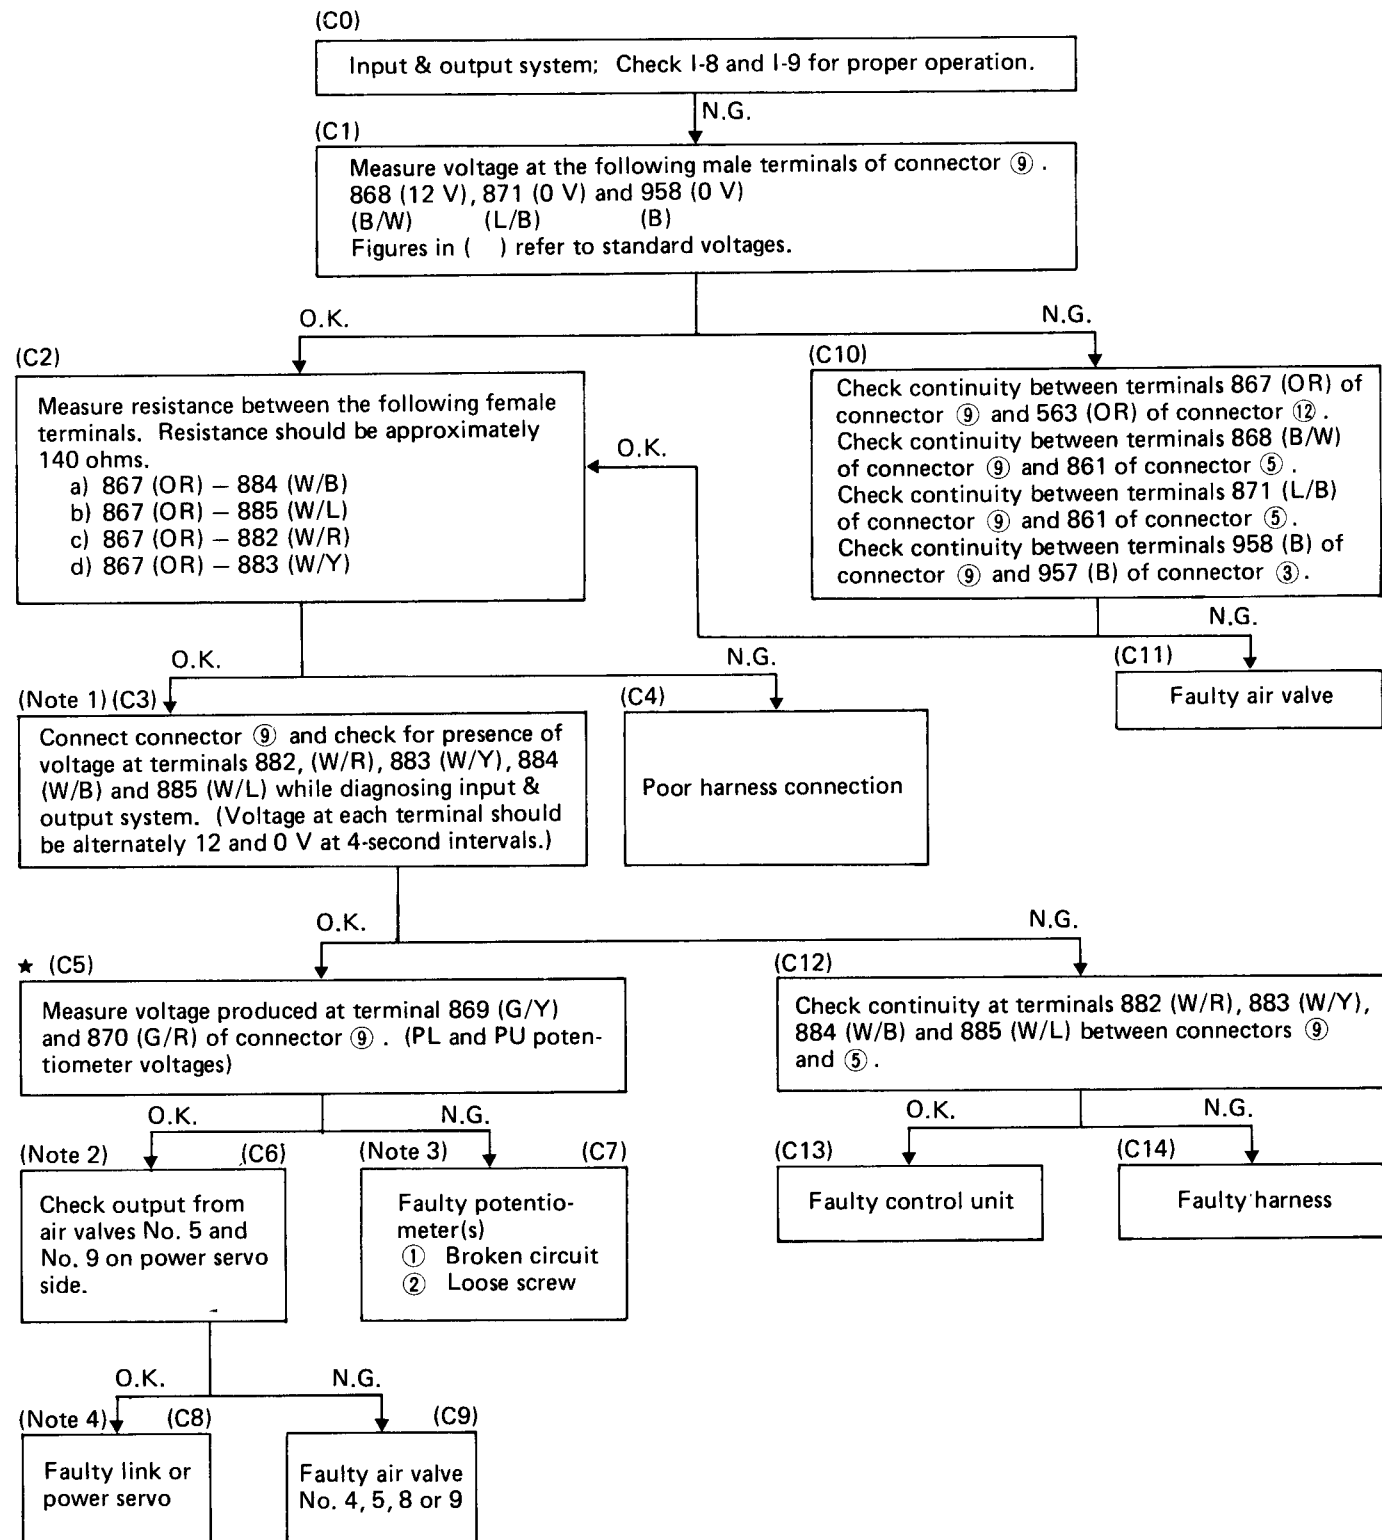 (C0)
Input & output system; Check I-8 and I-9 for proper operation.
N.G.
(C1)
Measure voltage at the following male terminals of connector ⑨ .
868 (12 V), 871 (0 V) and 958 (0 V)
(B/W) (L/B) (B)
Figures in ( ) refer to standard voltages.
O.K.
N.G.
(C2)
Measure resistance between the following female
terminals. Resistance should be approximately
140 ohms.
a) 867 (OR) – 884 (W/B)
b) 867 (OR) – 885 (W/L)
c) 867 (OR) – 882 (W/R)
d) 867 (OR) – 883 (W/Y)
(C10)
Check continuity between terminals 867 (OR) of
connector ⑨ and 563 (OR) of connector ⑫ .
Check continuity between terminals 868 (B/W)
of connector ⑨ and 861 of connector ⑤ .
Check continuity between terminals 871 (L/B)
of connector ⑨ and 861 of connector ⑤.
Check continuity between terminals 958 (B) of
connector ⑨ and 957 (B) of connector ③.
O.K.
N.G.
(C11)
Faulty air valve
O.K.
N.G.
(Note 1) (C3)
Connect connector ⑨ and check for presence of
voltage at terminals 882, (W/R), 883 (W/Y), 884
(W/B) and 885 (W/L) while diagnosing input &
output system. (Voltage at each terminal should
be alternately 12 and 0 V at 4-second intervals.)
(C4)
Poor harness connection
O.K.
N.G.
★ (C5)
Measure voltage produced at terminal 869 (G/Y)
and 870 (G/R) of connector ⑨ . (PL and PU poten-
tiometer voltages)
(C12)
Check continuity at terminals 882 (W/R), 883 (W/Y),
884 (W/B) and 885 (W/L) between connectors ⑨
and ⑤ .
O.K.
N.G.
(Note 2) (C6)
Check output from
air valves No. 5 and
No. 9 on power servo
side.
(Note 3) (C7)
Faulty potentio-
meter(s)
① Broken circuit
② Loose screw
O.K.
N.G.
(C13)
Faulty control unit
(C14)
Faulty harness
O.K.
N.G.
(Note 4) (C8)
Faulty link or
power servo
(C9)
Faulty air valve
No. 4, 5, 8 or 9